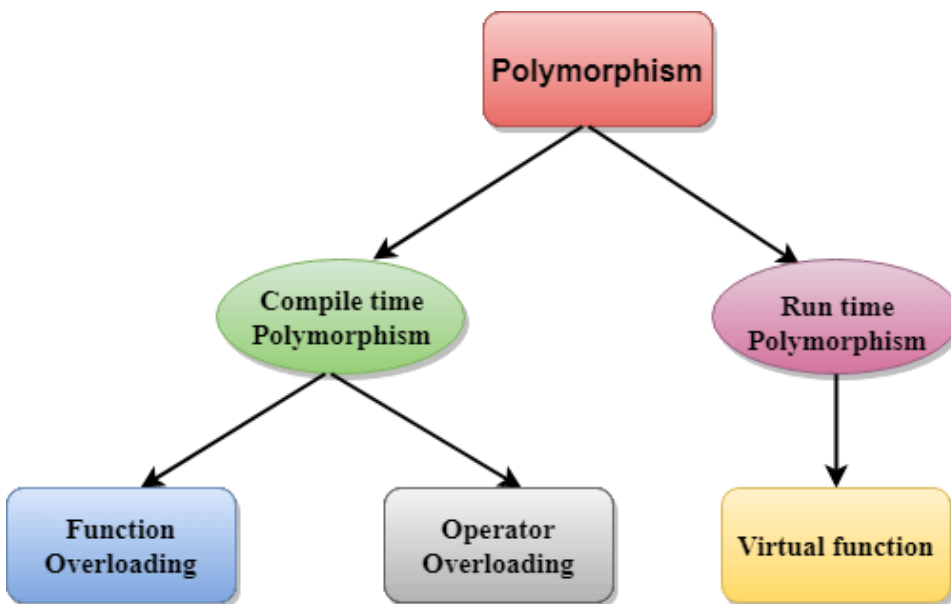 Polymorphism
Compile time
Polymorphism
Run time
Polymorphism
Function
Overloading
Operator
Overloading
Virtual function